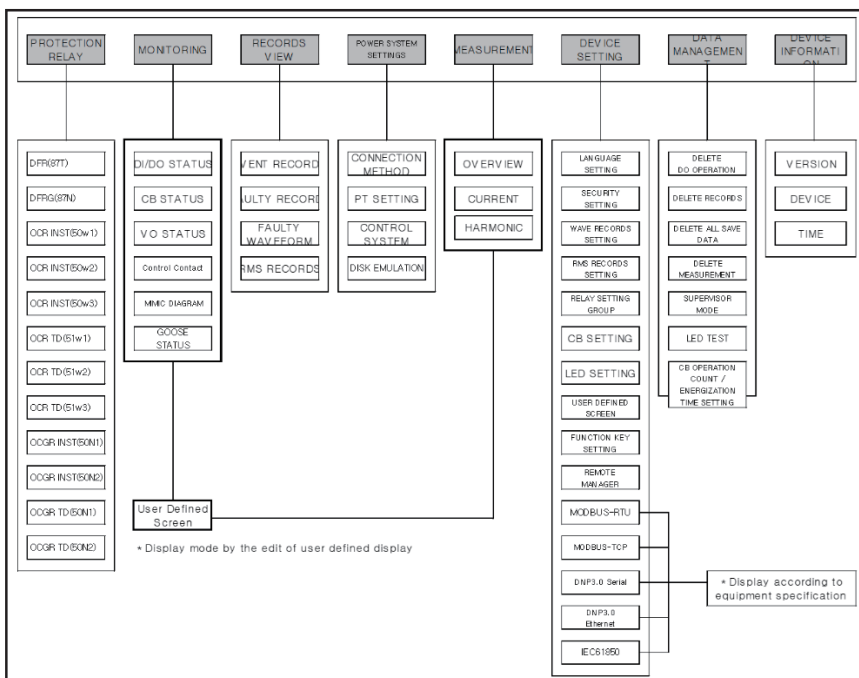 PROTECTION
RELAY
MONITORING
RECORDS
VIEW
POWER SYSTEM
SETTINGS
MEASUREMENT
DEVICE
SETTING
DATA
MANAGEMEN
T
DEVICE
INFORMATI
ON
DFR(87T)
DFRG(87N)
OCR INST(50w1)
OCR INST(50w2)
OCR INST(50w3)
OCR TD(51w1)
OCR TD(51w2)
OCR TD(51w3)
OCGR INST(50N1)
OCGR INST(50N2)
OCGR TD(50N1)
OCGR TD(50N2)
DI/DO STATUS
CB STATUS
VO STATUS
Control Contact
MIMIC DIAGRAM
GOOSE
STATUS
User Defined
Screen
* Display mode by the edit of user defined display
VENT RECORD
AULTY RECORD
FAULTY
WAVEFORM
RMS RECORDS
CONNECTION
METHOD
PT SETTING
CONTROL
SYSTEM
DISK EMULATION
OVERVIEW
CURRENT
HARMONIC
LANGUAGE
SETTING
SECURITY
SETTING
WAVE RECORDS
SETTING
RMS RECORDS
SETTING
RELAY SETTING
GROUP
CB SETTING
LED SETTING
USER DEFINED
SCREEN
FUNCTION KEY
SETTING
REMOTE
MANAGER
MODBUS-RTU
MODBUS-TCP
DNP3.0 Serial
DNP3.0
Ethernet
IEC61850
* Display according to
equipment specification
DELETE
DO OPERATION
DELETE RECORDS
DELETE ALL SAVE
DATA
DELETE
MEASUREMENT
SUPERVISOR
MODE
LED TEST
CB OPERATION
COUNT /
ENERGIZATION
TIME SETTING
VERSION
DEVICE
TIME